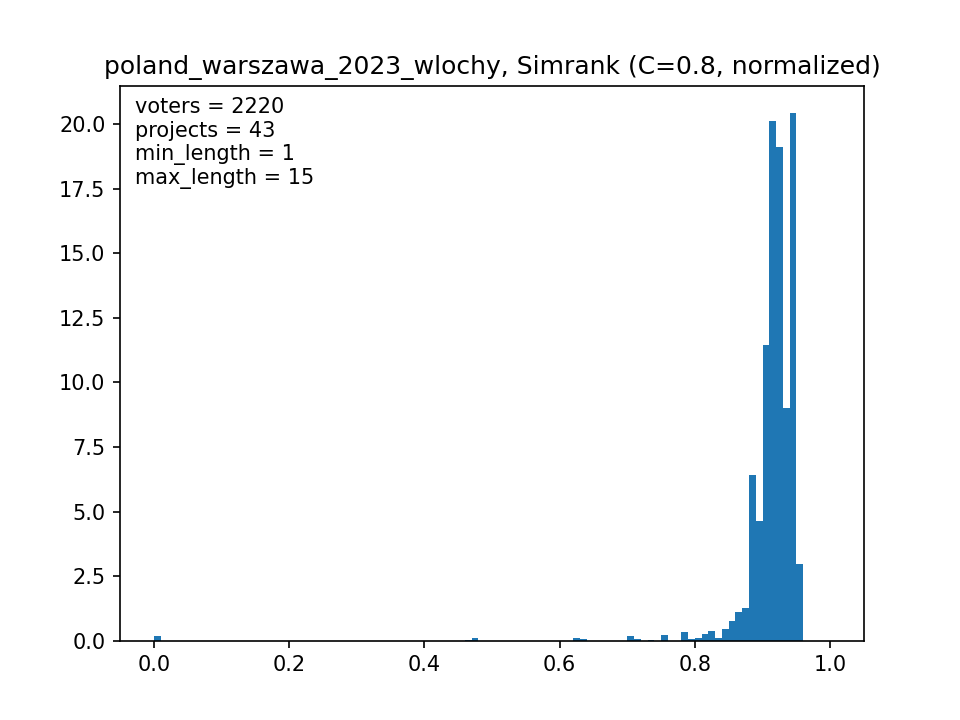 poland_warszawa_2023_wlochy, Simrank (C=0.8, normalized)
voters = 2220
projects = 43
min_length = 1
max_length = 15
20.0
17.5
15.0
12.5
10.0
7.5
5.0
2.5
0.0
0.0 0.2 0.4 0.6 0.8 1.0